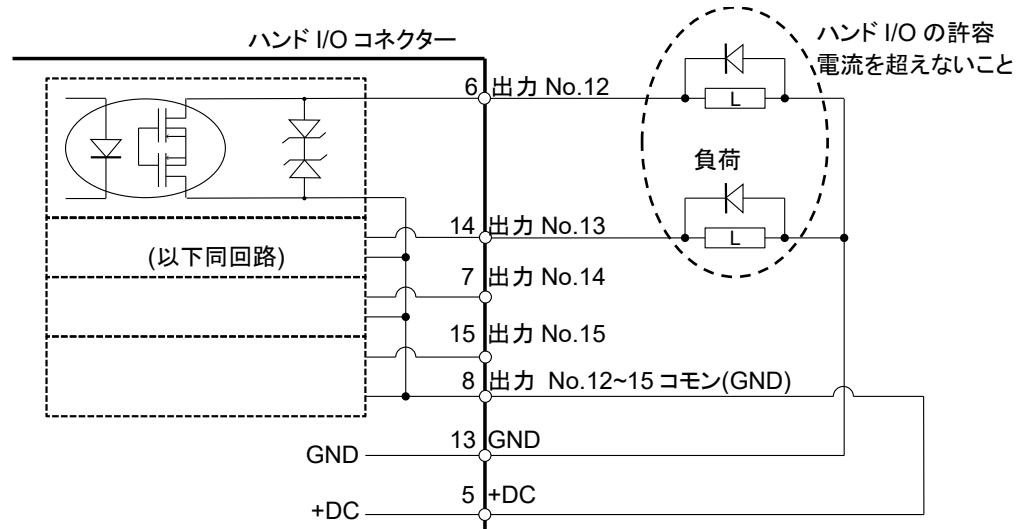 ハンド I/O コネクター
ハンド I/O の許容
電流を超えないこと
6 出力 No.12
L
負荷
14 出力 No.13
L
(以下同回路)
7 出力 No.14
15 出力 No.15
8 出力 No.12~15 コモン(GND)
GND 13 GND
+DC 5 +DC